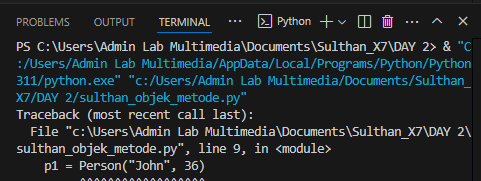 PROBLEMS OUTPUT TERMINAL ... Python
PS C:\Users\Admin Lab Multimedia\Documents\Sulthan_X7\DAY 2> & "C
:/Users/Admin Lab Multimedia/AppData/Local/Programs/Python/Python
311/python.exe" "c:/Users/Admin Lab Multimedia/Documents/Sulthan_
X7/DAY 2/sulthan_objek_metode.py"
Traceback (most recent call last):
File "c:\Users\Admin Lab Multimedia\Documents\Sulthan_X7\DAY 2\
sulthan_objek_metode.py", line 9, in <module>
p1 = Person("John", 36)
^^^^^^^^^^^^^^^^^^